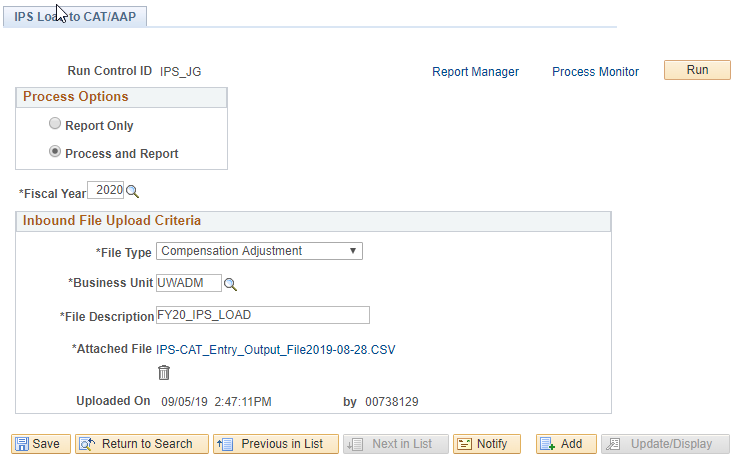 IPS Load to CAT/AAP
Run Control ID IPS_JG Report Manager Process Monitor Run
Process Options
Report Only
Process and Report
*Fiscal Year 2020
Inbound File Upload Criteria
*File Type Compensation Adjustment
*Business Unit UWADM
*File Description FY20_IPS_LOAD
*Attached File IPS-CAT_Entry_Output_File2019-08-28.CSV
Uploaded On 09/05/19 2:47:11PM by 00738129
Save Return to Search Previous in List Next in List Notify Add Update/Display